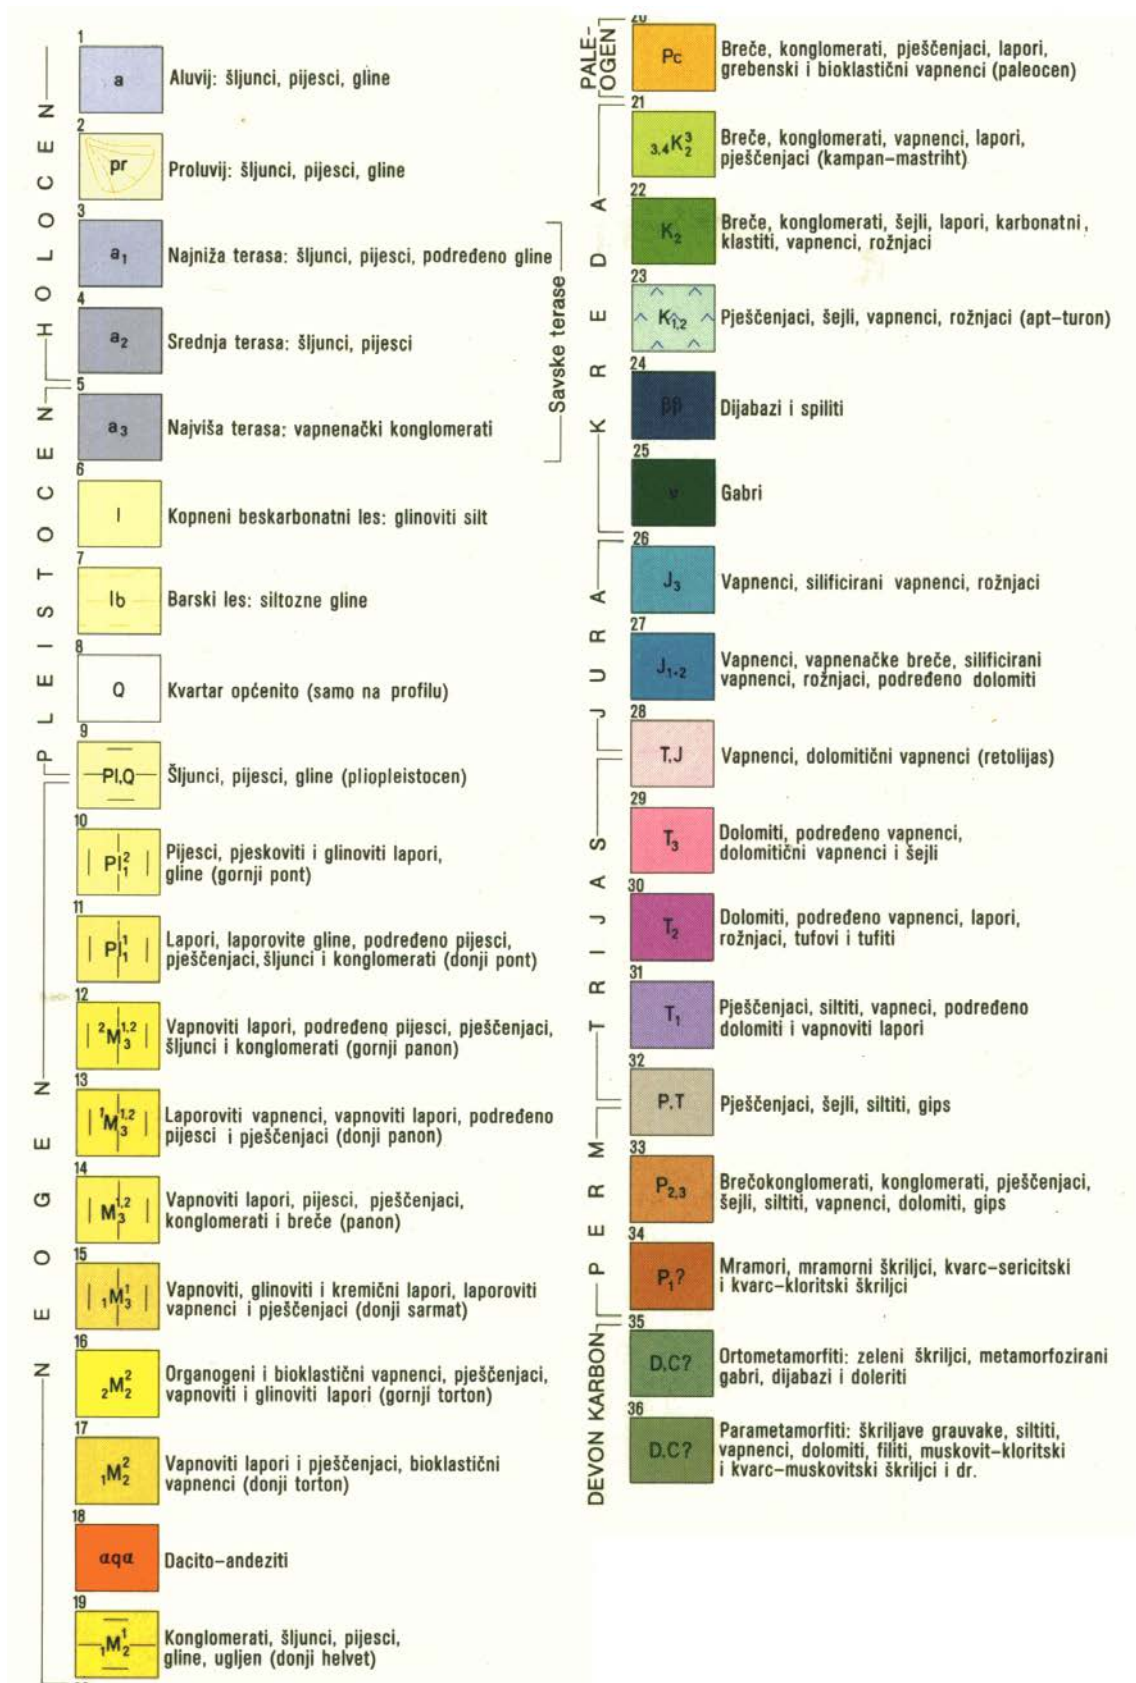 HOLOCEN
PLEISTOCEN
NEOGEN
1
a
Aluvij: šljunci, pijesci, gline
2
pr
Proluvij: šljunci, pijesci, gline
3
a1
Najniža terasa: šljunci, pijesci, podređeno gline
4
a2
Srednja terasa: šljunci, pijesci
5
a3
Najviša terasa: vapnenački konglomerati
Savske terase
6
l
Kopneni beskarbonatni les: glinoviti silt
7
lb
Barski les: siltozne gline
8
Q
Kvartar općenito (samo na profilu)
9
Pl,Q
Šljunci, pijesci, gline (pliopleistocen)
10
Pl₁²
Pijesci, pjeskoviti i glinoviti lapori,
gline (gornji pont)
11
Pl₁¹
Lapori, laporovite gline, podređeno pijesci,
pješčenjaci, šljunci i konglomerati (donji pont)
12
²M₃¹,²
Vapnoviti lapori, podređeno pijesci, pješčenjaci,
šljunci i konglomerati (gornji panon)
13
¹M₃¹,²
Laporoviti vapnenci, vapnoviti lapori, podređeno
pijesci i pješčenjaci (donji panon)
14
M₃¹,²
Vapnoviti lapori, pijesci, pješčenjaci,
konglomerati i breče (panon)
15
₁M₃¹
Vapnoviti, glinoviti i kremični lapori, laporoviti
vapnenci i pješčenjaci (donji sarmat)
16
₂M₂²
Organogeni i bioklastični vapnenci, pješčenjaci,
vapnoviti i glinoviti lapori (gornji torton)
17
₁M₂²
Vapnoviti lapori i pješčenjaci, bioklastični
vapnenci (donji torton)
18
αqα
Dacito–andeziti
19
₁M₂¹
Konglomerati, šljunci, pijesci,
gline, ugljen (donji helvet)
PALE-
OGEN
KREDA
JURA
TRIJAS
PERM
DEVON KARBON
20
Pc
Breče, konglomerati, pješčenjaci, lapori,
grebenski i bioklastični vapnenci (paleocen)
21
₃,₄K₂³
Breče, konglomerati, vapnenci, lapori,
pješčenjaci (kampan–mastriht)
22
K₂
Breče, konglomerati, šejli, lapori, karbonatni,
klastiti, vapnenci, rožnjaci
23
K₁,₂
Pješčenjaci, šejli, vapnenci, rožnjaci (apt–turon)
24
ββ
Dijabazi i spiliti
25
Gabri
26
J₃
Vapnenci, silificirani vapnenci, rožnjaci
27
J₁₊₂
Vapnenci, vapnenačke breče, silificirani
vapnenci, rožnjaci, podređeno dolomiti
28
T,J
Vapnenci, dolomitični vapnenci (retolijas)
29
T₃
Dolomiti, podređeno vapnenci,
dolomitični vapnenci i šejli
30
T₂
Dolomiti, podređeno vapnenci, lapori,
rožnjaci, tufovi i tufiti
31
T₁
Pješčenjaci, siltiti, vapneci, podređeno
dolomiti i vapnoviti lapori
32
P,T
Pješčenjaci, šejli, siltiti, gips
33
P₂,₃
Brečokonglomerati, konglomerati, pješčenjaci,
šejli, siltiti, vapnenci, dolomiti, gips
34
P₁?
Mramori, mramorni škriljci, kvarc–sericitski
i kvarc–kloritski škriljci
35
D,C?
Ortometamorfiti: zeleni škriljci, metamorfozirani
gabri, dijabazi i doleriti
36
D,C?
Parametamorfiti: škriljave grauvake, siltiti,
vapnenci, dolomiti, filiti, muskovit–kloritski
i kvarc–muskovitski škriljci i dr.